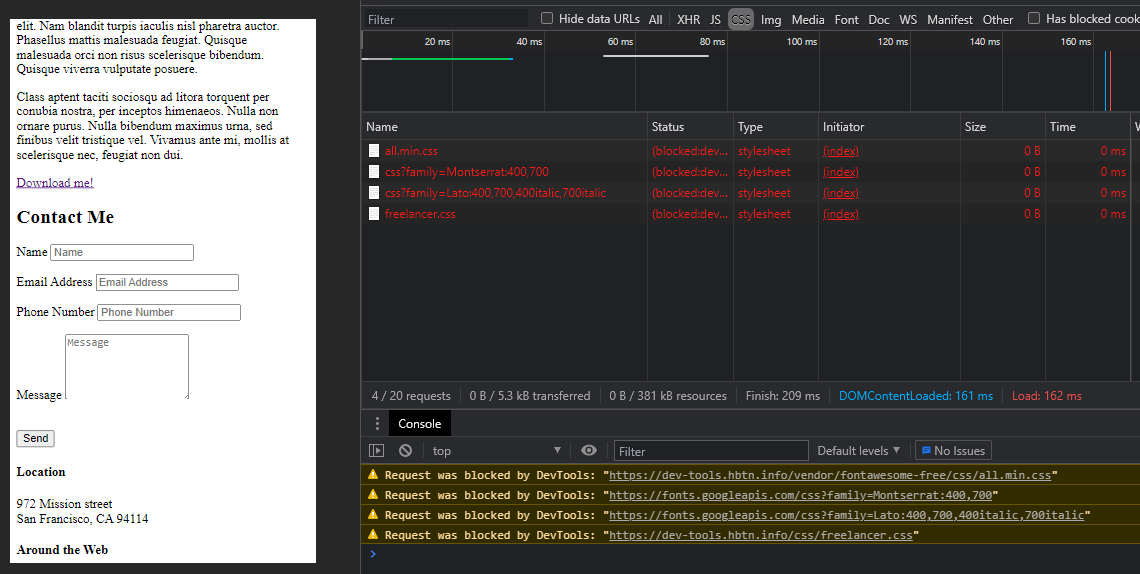 elit. Nam blandit turpis iaculis nisl pharetra auctor.
Phasellus mattis malesuada feugiat. Quisque
malesuada orci non risus scelerisque bibendum.
Quisque viverra vulputate posuere.
Class aptent taciti sociosqu ad litora torquent per
conubia nostra, per inceptos himenaeos. Nulla non
ornare purus. Nulla bibendum maximus urna, sed
finibus velit tristique vel. Vivamus ante mi, mollis at
scelerisque nec, feugiat non dui.
Download me!
Contact Me
Name Name
Email Address Email Address
Phone Number Phone Number
Message
Message
Send
Location
972 Mission street
San Francisco, CA 94114
Around the Web
Filter Hide data URLs All XHR JS CSS Img Media Font Doc WS Manifest Other Has blocked cook
20 ms 40 ms 60 ms 80 ms 100 ms 120 ms 140 ms 160 ms
Name Status Type Initiator Size Time W
all.min.css (blocked:dev... stylesheet (index) 0 B 0 ms
css?family=Montserrat:400,700 (blocked:dev... stylesheet (index) 0 B 0 ms
css?family=Lato:400,700,400italic,700italic (blocked:dev... stylesheet (index) 0 B 0 ms
freelancer.css (blocked:dev... stylesheet (index) 0 B 0 ms
4 / 20 requests 0 B / 5.3 kB transferred 0 B / 381 kB resources Finish: 209 ms DOMContentLoaded: 161 ms Load: 162 ms
Console
top Filter Default levels No Issues
Request was blocked by DevTools: "https://dev-tools.hbtn.info/vendor/fontawesome-free/css/all.min.css"
Request was blocked by DevTools: "https://fonts.googleapis.com/css?family=Montserrat:400,700"
Request was blocked by DevTools: "https://fonts.googleapis.com/css?family=Lato:400,700,400italic,700italic"
Request was blocked by DevTools: "https://dev-tools.hbtn.info/css/freelancer.css"